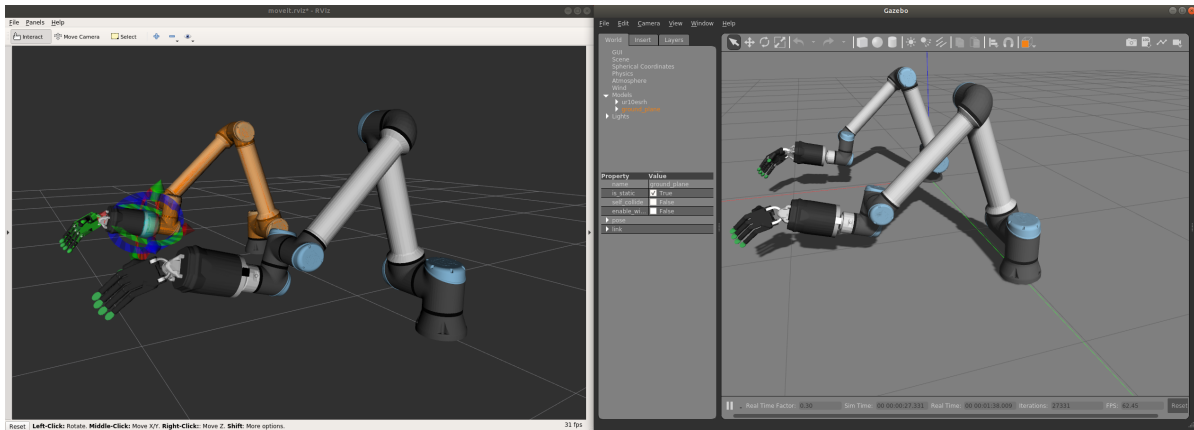 moveit.rviz* - RViz
File Panels Help
Interact Move Camera Select
Reset Left-Click: Rotate. Middle-Click: Move X/Y. Right-Click:: Move Z. Shift: More options. 31 fps
Gazebo
File Edit Camera View Window Help
World Insert Layers
GUI
Scene
Spherical Coordinates
Physics
Atmosphere
Wind
Models
ur10srh
ground_plane
Lights
Property Value
name ground_plane
is_static True
self_collide False
enable_wi... False
pose
link
Real Time Factor: 0.30 Sim Time: 00 00:00:27.331 Real Time: 00 00:01:38.009 Iterations: 27331 FPS: 62.45 Reset